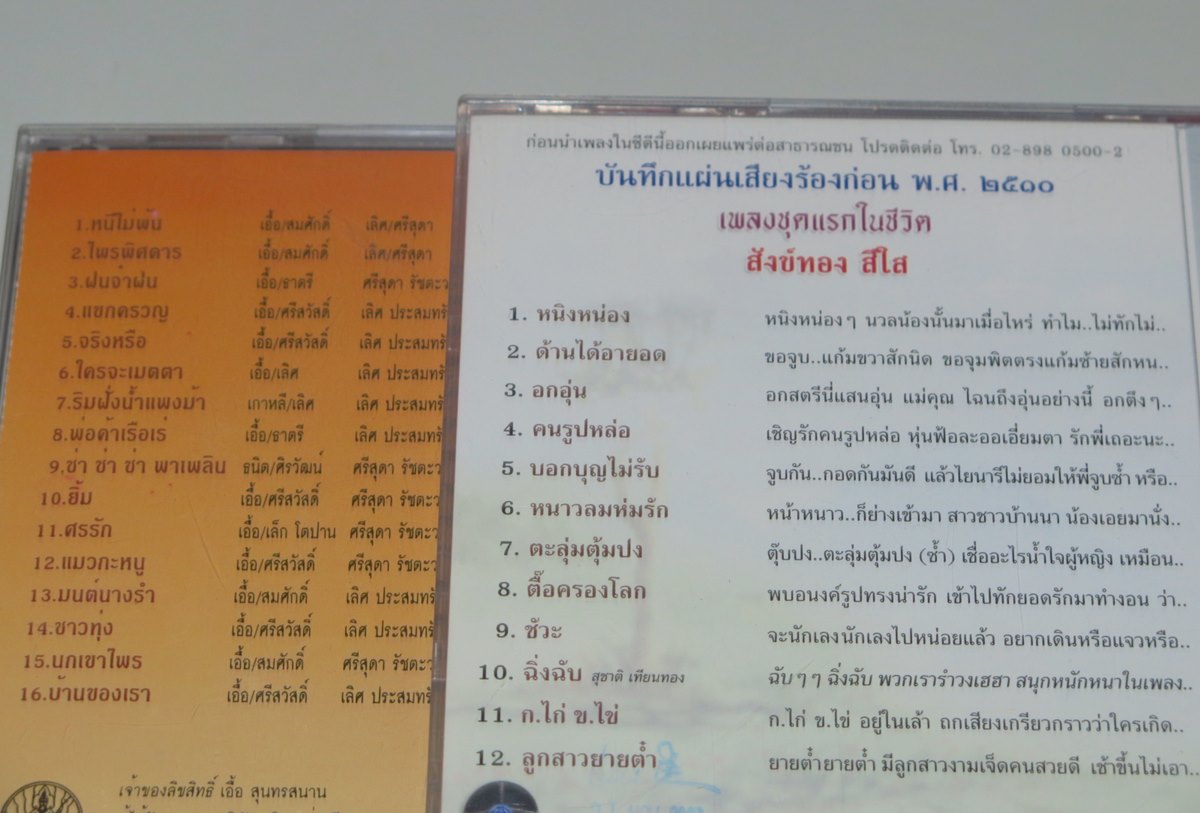 1.หนีไม่พ้น เอื้อ/สมศักดิ์ เลิศ/ศรีสุดา
2.ไพรพิศดาร เอื้อ/สมศักดิ์ เลิศ/ศรีสุดา
3.ฝนจ๋าฝน เอื้อ/ธาตรี ศรีสุดา รัชตะว
4.แขกครวญ เอื้อ/ศรีสวัสดิ์ เลิศ ประสมทรั
5.จริงหรือ เอื้อ/ศรีสวัสดิ์ เลิศ ประสมทรั
6.ใครจะเมตตา เอื้อ/เลิศ เลิศ ประสมทรั
7.ริมฝั่งน้ำแพงม้า เกาหลี/เลิศ เลิศ ประสมทรั
8.พ่อค้าเรือเร่ เอื้อ/ธาตรี เลิศ ประสมทรั
9.ช่า ช่า ช่า พาเพลิน ธนิต/ศิรวัฒน์ ศรีสุดา รัชตะว
10.ยิ้ม เอื้อ/ศรีสวัสดิ์ ศรีสุดา รัชตะว
11.ศรรัก เอื้อ/เล็ก โตปาน ศรีสุดา รัชตะว
12.แมวกะหนู เอื้อ/ศรีสวัสดิ์ ศรีสุดา รัชตะว
13.มนต์นางรำ เอื้อ/สมศักดิ์ เลิศ ประสมทรั
14.ชาวทุ่ง เอื้อ/ศรีสวัสดิ์ เลิศ ประสมทรั
15.นกเขาไพร เอื้อ/สมศักดิ์ ศรีสุดา รัชตะว
16.บ้านของเรา เอื้อ/ศรีสวัสดิ์ เลิศ ประสมทรั
เจ้าของลิขสิทธิ์ เอื้อ สุนทรสนาน
ก่อนนำเพลงในซีดีนี้ออกเผยแพร่ต่อสาธารณชน โปรดติดต่อ โทร. 02-898 0500-2
บันทึกแผ่นเสียงร้องก่อน พ.ศ. ๒๕๑๐
เพลงชุดแรกในชีวิต
สังข์ทอง สีใส
1. หนิงหน่อง หนิงหน่องๆ นวลน้องนั้นมาเมื่อไหร่ ทำไม..ไม่ทักไม่..
2. ด้านได้อายอด ขอจูบ..แก้มขวาสักนิด ขอจุมพิตตรงแก้มซ้ายสักหน..
3. อกอุ่น อกสตรีนี่แสนอุ่น แม่คุณ ไฉนถึงอุ่นอย่างนี้ อกตึงๆ..
4. คนรูปหล่อ เชิญรักคนรูปหล่อ หุ่นฟ้อละออเอี่ยมตา รักพี่เถอะนะ..
5. บอกบุญไม่รับ จูบกัน..กอดกันมันดี แล้วไยนารีไม่ยอมให้พี่จูบซ้ำ หรือ..
6. หนาวลมห่มรัก หน้าหนาว..ก็ย่างเข้ามา สาวชาวบ้านนา น้องเอยมานั่ง..
7. ตะลุ่มตุ้มปง ตุ๊บปง..ตะลุ่มตุ้มปง (ซ้ำ) เชื่ออะไรน้ำใจผู้หญิง เหมือน..
8. ตื๊อครองโลก พบอนงค์รูปทรงน่ารัก เข้าไปทักยอดรักมาทำงอน ว่า..
9. ชัวะ จะนักเลงนักเลงไปหน่อยแล้ว อยากเดินหรือแจวหรือ..
10. ฉิ่งฉับ สุชาติ เทียนทอง ฉับๆๆ ฉิ่งฉับ พวกเรารำวงเฮฮา สนุกหนักหนาในเพลง..
11. ก.ไก่ ข.ไข่ ก.ไก่ ข.ไข่ อยู่ในเล้า ถกเสียงเกรียวกราวว่าใครเกิด..
12. ลูกสาวยายต่ำ ยายต่ำยายต่ำ มีลูกสาวงามเจ็ดคนสวยดี เช้าขึ้นไม่เอา..